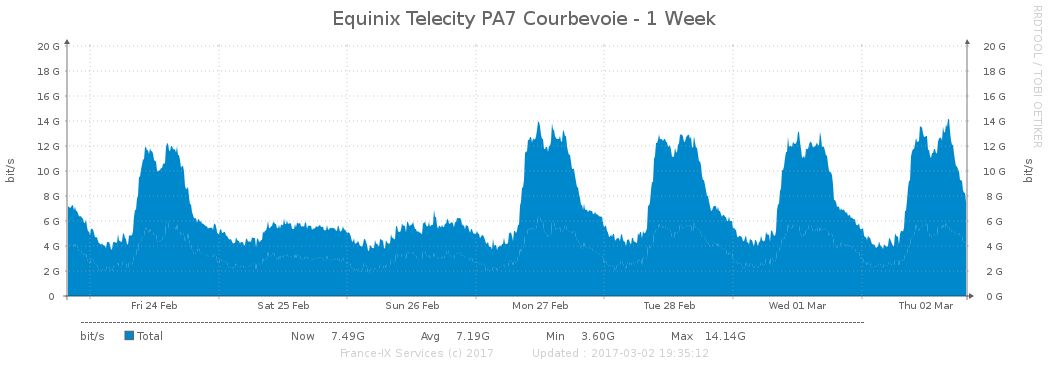 Equinix Telecity PA7 Courbevoie - 1 Week
RRDTOOL / TOBI OETIKER
bit/s
20 G
18 G
16 G
14 G
12 G
10 G
8 G
6 G
4 G
2 G
0
20 G
18 G
16 G
14 G
12 G
10 G
8 G
6 G
4 G
2 G
0 G
bit/s
Fri 24 Feb Sat 25 Feb Sun 26 Feb Mon 27 Feb Tue 28 Feb Wed 01 Mar Thu 02 Mar
bit/s Total Now 7.49G Avg 7.19G Min 3.60G Max 14.14G
France-IX Services (c) 2017 Updated : 2017-03-02 19:35:12